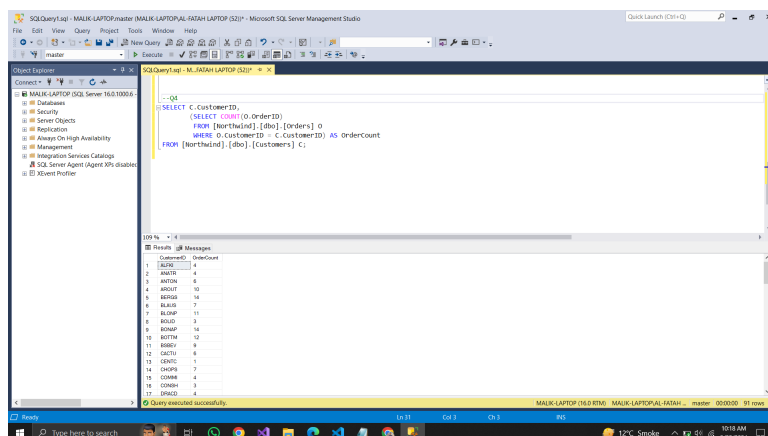 SQLQuery1.sql - MALIK-LAPTOP.master (MALIK-LAPTOP\AL-FATAH LAPTOP (52))* - Microsoft SQL Server Management Studio
Quick Launch (Ctrl+Q)
File Edit View Query Project Tools Window Help
New Query
master
Execute
Object Explorer
SQLQuery1.sql - M...FATAH LAPTOP (52))*
Connect
MALIK-LAPTOP (SQL Server 16.0.1000.6 -
Databases
Security
Server Objects
Replication
Always On High Availability
Management
Integration Services Catalogs
SQL Server Agent (Agent XPs disabled
XEvent Profiler
--Q4
SELECT C.CustomerID,
(SELECT COUNT(O.OrderID)
FROM [Northwind].[dbo].[Orders] O
WHERE O.CustomerID = C.CustomerID) AS OrderCount
FROM [Northwind].[dbo].[Customers] C;
109 %
Results Messages
CustomerID OrderCount
1 ALFKI 4
2 ANATR 4
3 ANTON 6
4 AROUT 10
5 BERGS 14
6 BLAUS 7
7 BLONP 11
8 BOLID 3
9 BONAP 14
10 BOTTM 12
11 BSBEV 9
12 CACTU 6
13 CENTC 1
14 CHOPS 7
15 COMMI 4
16 CONSH 3
17 DRACD 4
Query executed successfully.
MALIK-LAPTOP (16.0 RTM) MALIK-LAPTOP\AL-FATAH ... master 00:00:00 91 rows
Ready Ln 31 Col 3 Ch 3 INS
Type here to search
12°C Smoke
10:18 AM